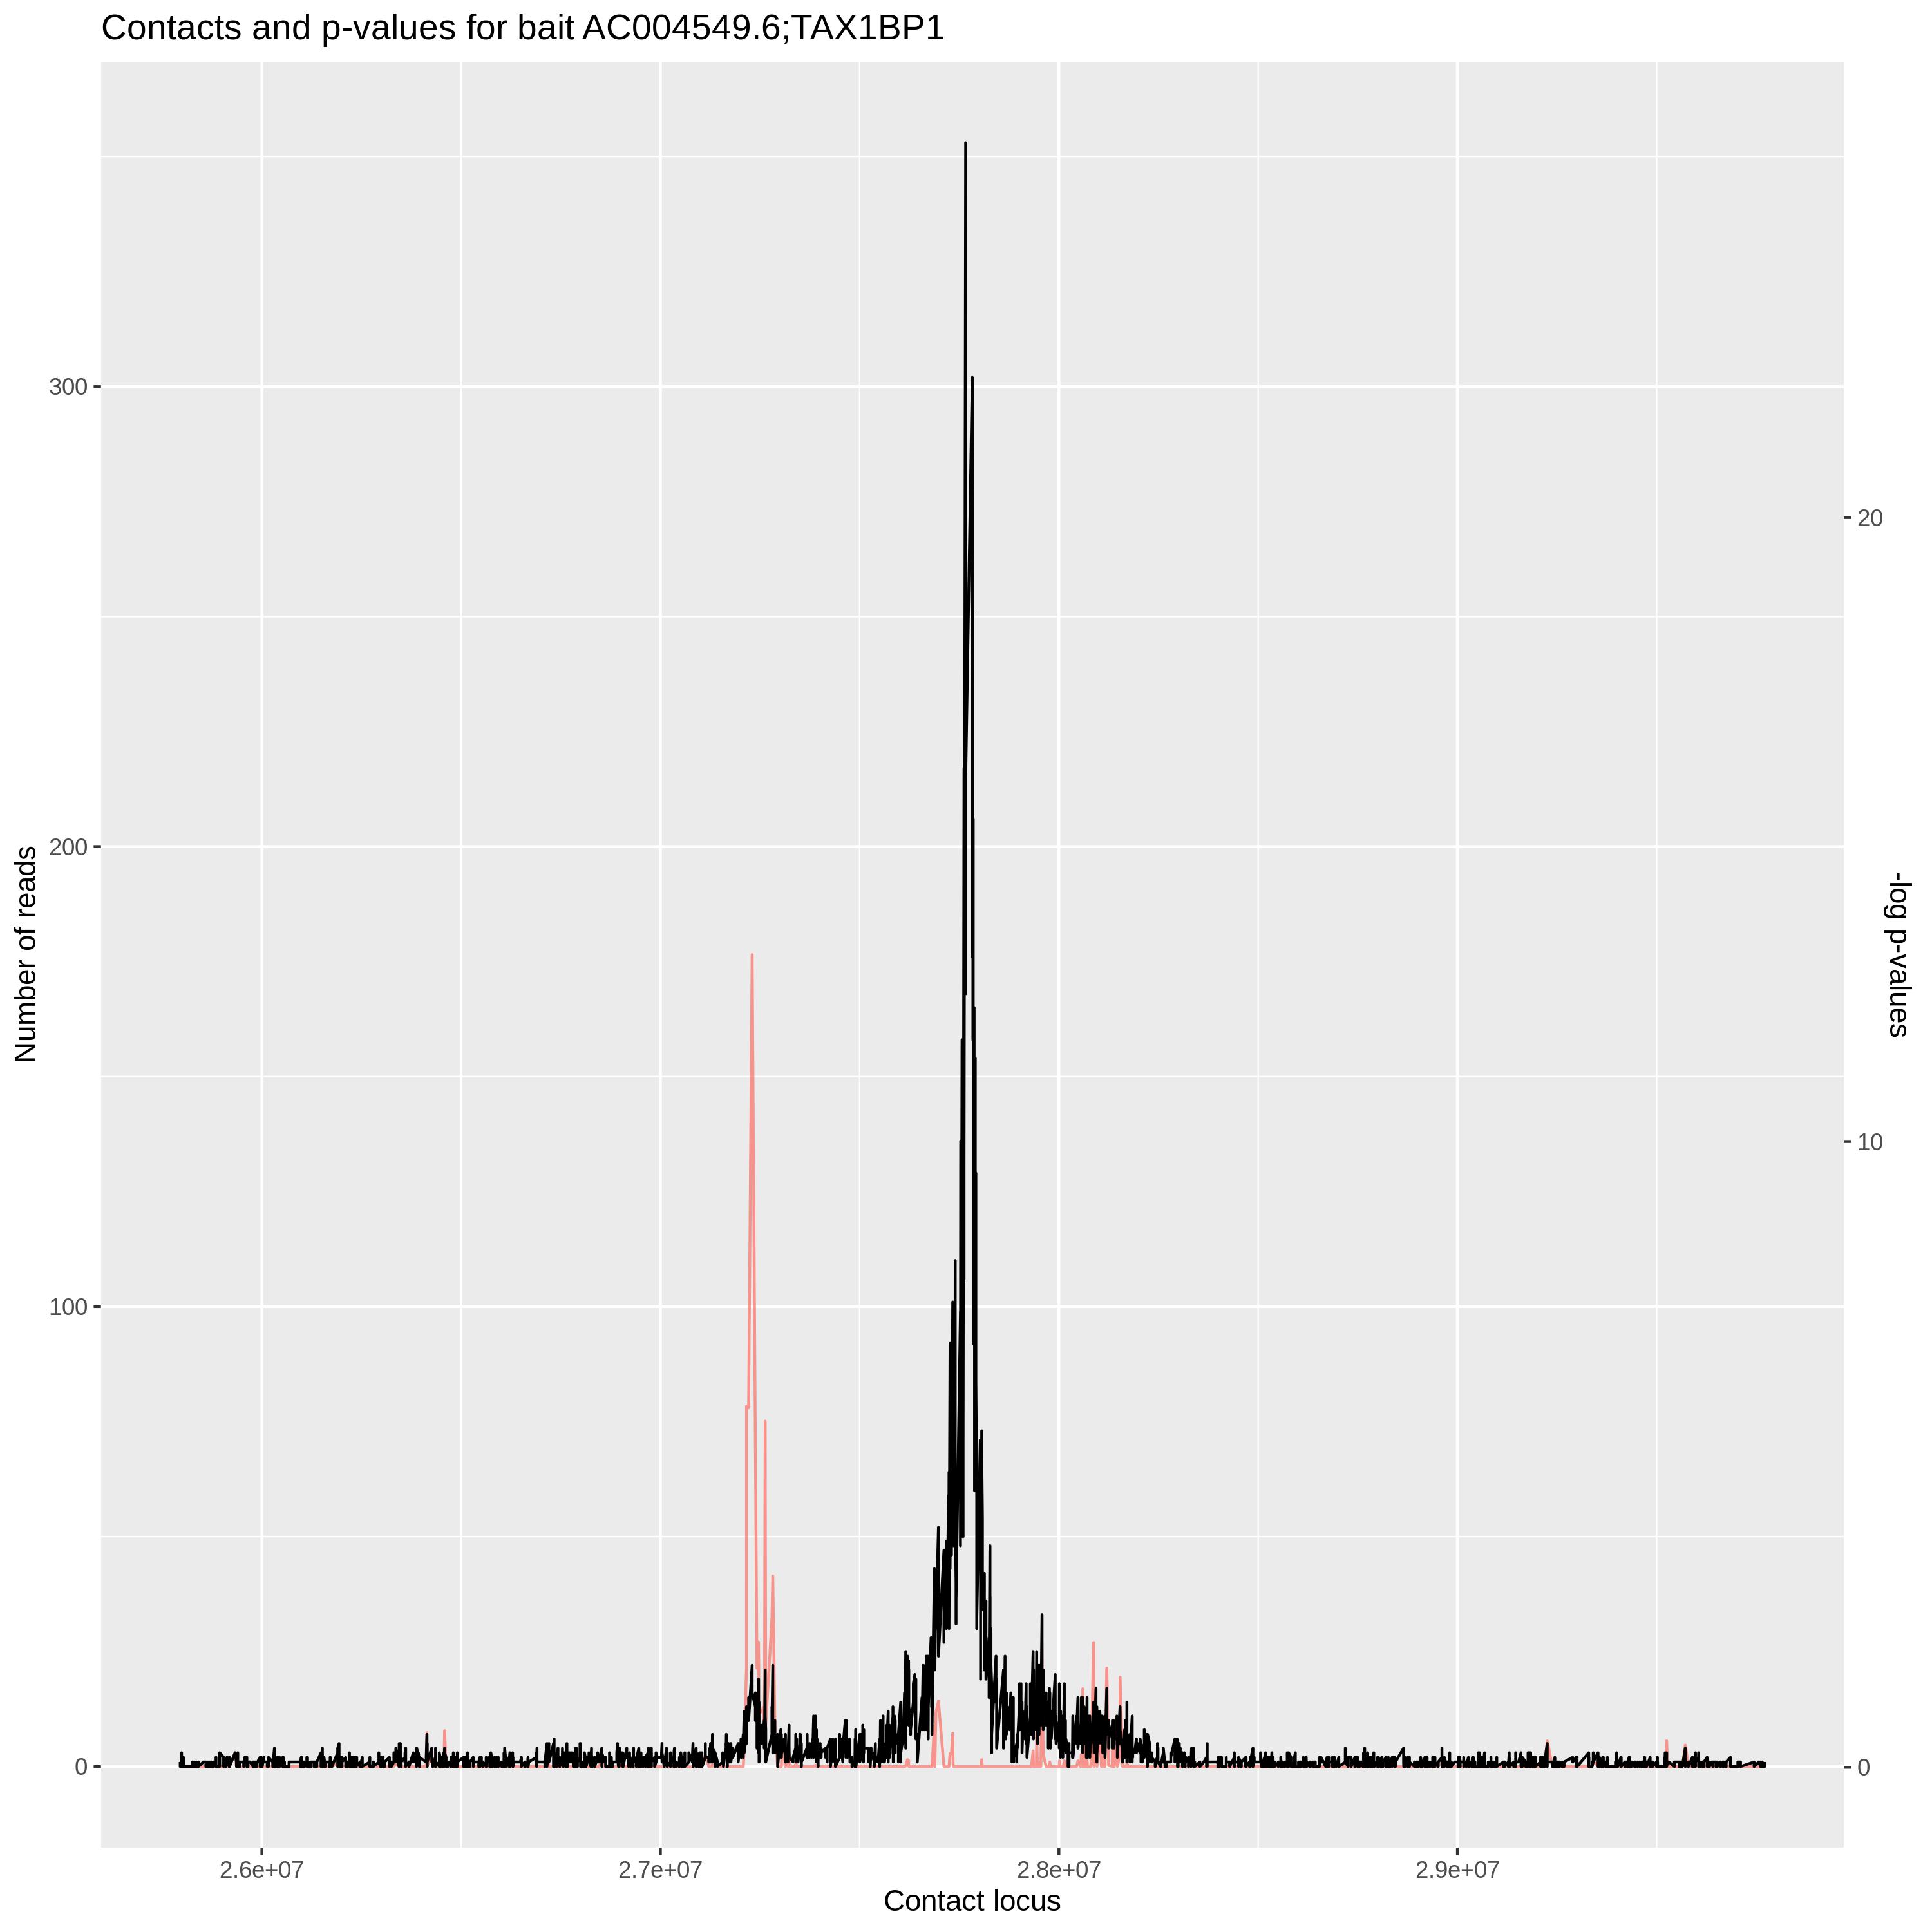 Contacts and p-values for bait AC004549.6;TAX1BP1
Number of reads
300
200
100
0
20
10
0
-log p-values
2.6e+07
2.7e+07
2.8e+07
2.9e+07
Contact locus